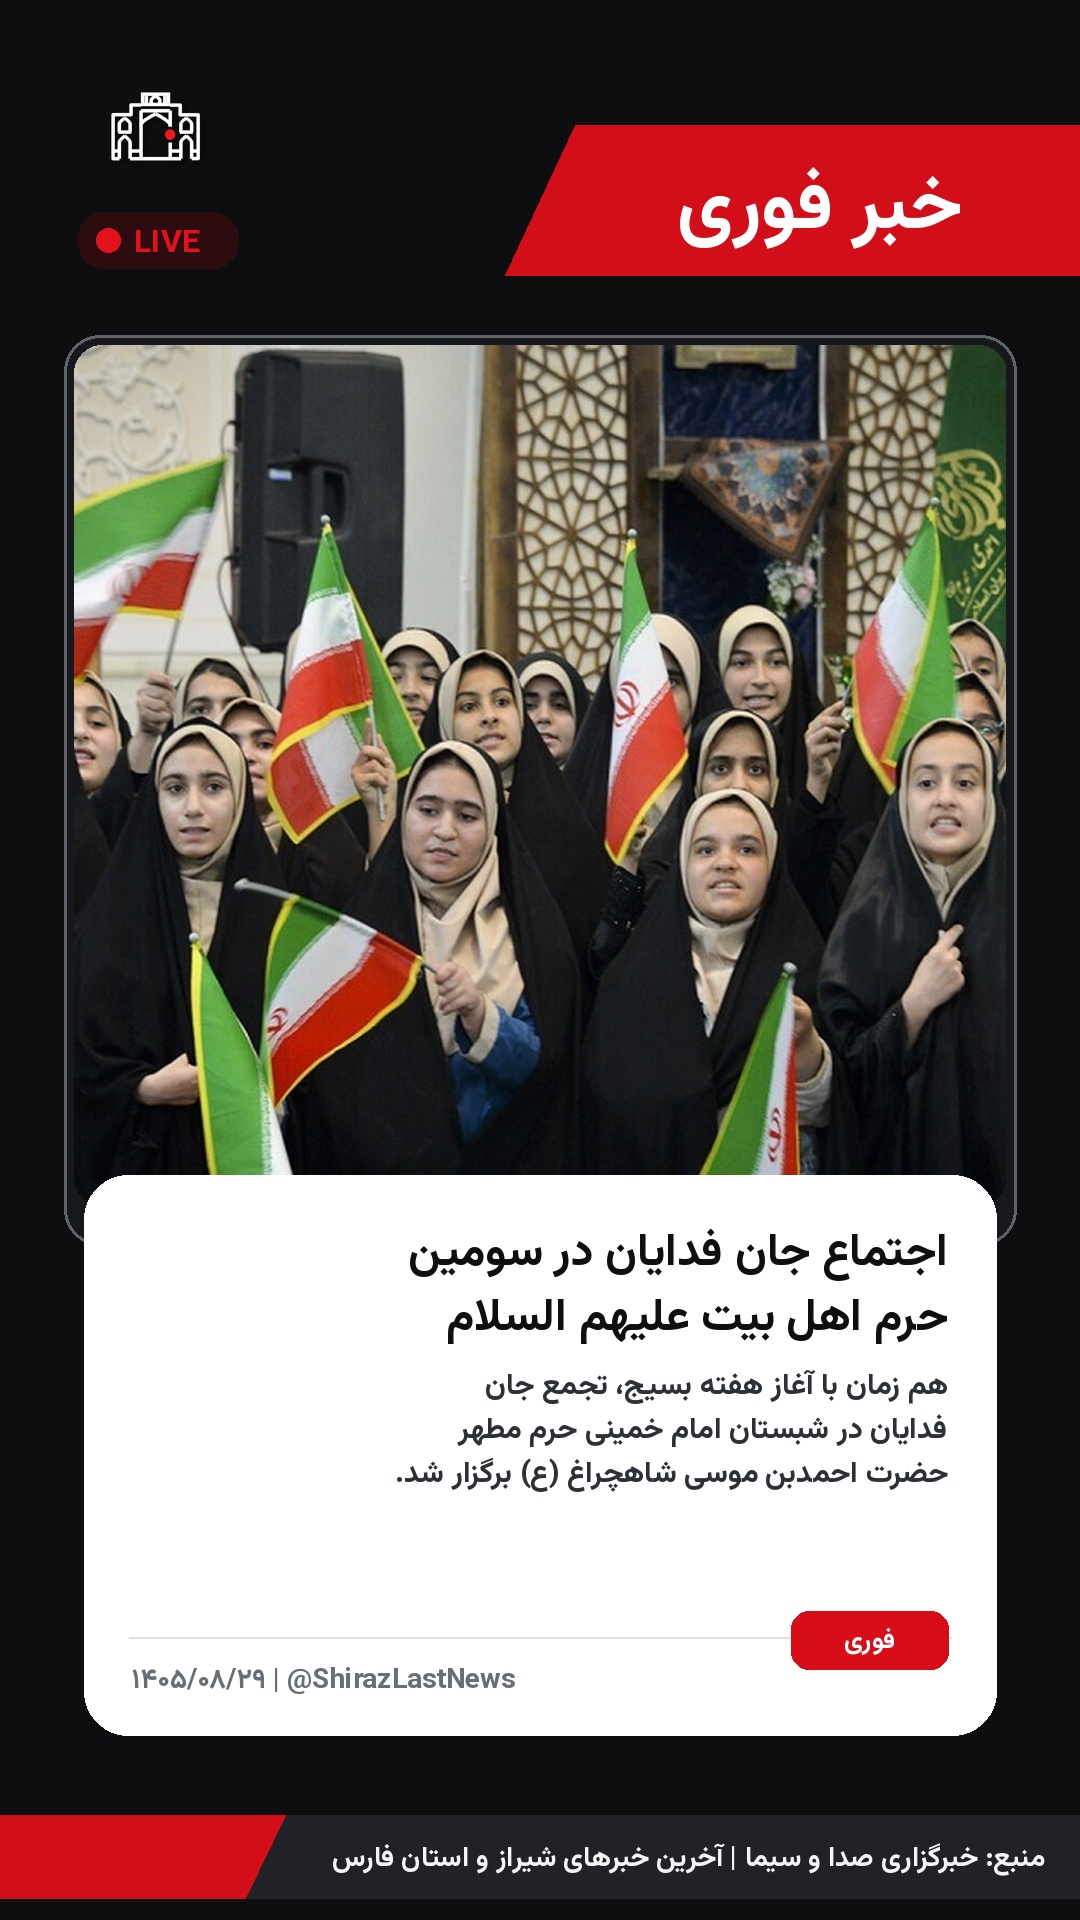 خبر فوری
LIVE
اجتماع جان فدایان در سومین
حرم اهل بیت علیهم السلام
هم زمان با آغاز هفته بسیج، تجمع جان
فدایان در شبستان امام خمینی حرم مطهر
حضرت احمدبن موسی شاهچراغ (ع) برگزار شد.
فوری
۱۴۰۵/۰۸/۲۹ | @ShirazLastNews
منبع: خبرگزاری صدا و سیما | آخرین خبرهای شیراز و استان فارس